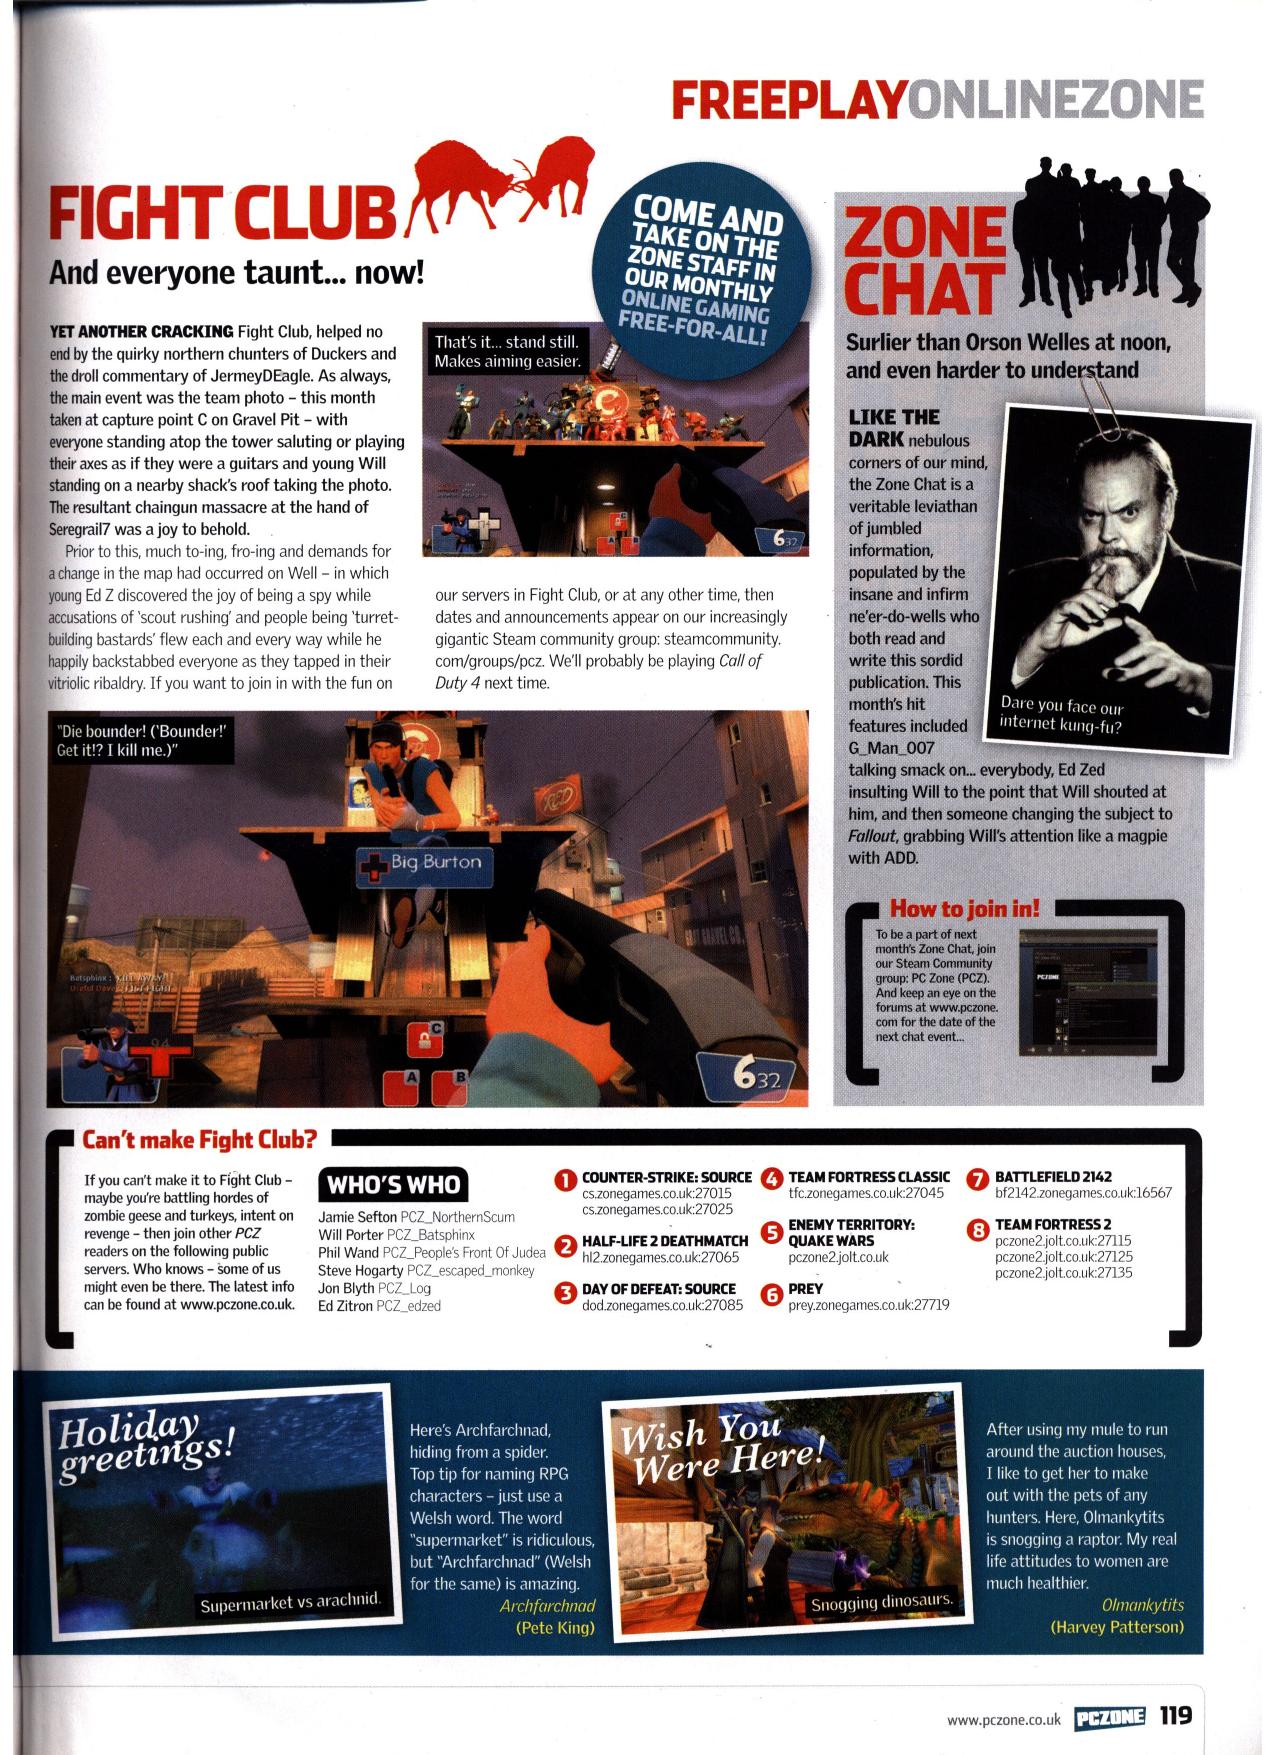 FREEPLAYONLINEZONE
FIGHT CLUB
And everyone taunt... now!
YET ANOTHER CRACKING Fight Club, helped no
end by the quirky northern chunters of Duckers and
the droll commentary of JermeyDEagle. As always,
the main event was the team photo – this month
taken at capture point C on Gravel Pit – with
everyone standing atop the tower saluting or playing
their axes as if they were a guitars and young Will
standing on a nearby shack's roof taking the photo.
The resultant chaingun massacre at the hand of
Seregrail7 was a joy to behold.
Prior to this, much to-ing, fro-ing and demands for
a change in the map had occurred on Well – in which
young Ed Z discovered the joy of being a spy while
accusations of 'scout rushing' and people being 'turret-
building bastards' flew each and every way while he
happily backstabbed everyone as they tapped in their
vitriolic ribaldry. If you want to join in with the fun on
COME AND
TAKE ON THE
ZONE STAFF IN
OUR MONTHLY
ONLINE GAMING
FREE-FOR-ALL!
That's it... stand still.
Makes aiming easier.
C
C
A
B
6 32
our servers in Fight Club, or at any other time, then
dates and announcements appear on our increasingly
gigantic Steam community group: steamcommunity.
com/groups/pcz. We'll probably be playing Call of
Duty 4 next time.
"Die bounder! ('Bounder!'
Get it!? I kill me.)"
RED
Big Burton
GRAVEL CO.
Batsphinx :
94
C
A
B
6 32
ZONE
CHAT
Surlier than Orson Welles at noon,
and even harder to understand
LIKE THE
DARK nebulous
corners of our mind,
the Zone Chat is a
veritable leviathan
of jumbled
information,
populated by the
insane and infirm
ne'er-do-wells who
both read and
write this sordid
publication. This
month's hit
features included
G_Man_007
talking smack on... everybody, Ed Zed
insulting Will to the point that Will shouted at
him, and then someone changing the subject to
Fallout, grabbing Will's attention like a magpie
with ADD.
Dare you face our
internet kung-fu?
How to join in!
To be a part of next
month's Zone Chat, join
our Steam Community
group: PC Zone (PCZ).
And keep an eye on the
forums at www.pczone.
com for the date of the
next chat event...
PCZONE
Can't make Fight Club?
If you can't make it to Fight Club –
maybe you're battling hordes of
zombie geese and turkeys, intent on
revenge – then join other PCZ
readers on the following public
servers. Who knows – some of us
might even be there. The latest info
can be found at www.pczone.co.uk.
WHO'S WHO
Jamie Sefton PCZ_NorthernScum
Will Porter PCZ_Batsphinx
Phil Wand PCZ_People's Front Of Judea
Steve Hogarty PCZ_escaped_monkey
Jon Blyth PCZ_Log
Ed Zitron PCZ_edzed
1 COUNTER-STRIKE: SOURCE
cs.zonegames.co.uk:27015
cs.zonegames.co.uk:27025
2 HALF-LIFE 2 DEATHMATCH
hl2.zonegames.co.uk:27065
3 DAY OF DEFEAT: SOURCE
dod.zonegames.co.uk:27085
4 TEAM FORTRESS CLASSIC
tfc.zonegames.co.uk:27045
5 ENEMY TERRITORY:
QUAKE WARS
pczone2.jolt.co.uk
6 PREY
prey.zonegames.co.uk:27719
7 BATTLEFIELD 2142
bf2142.zonegames.co.uk:16567
8 TEAM FORTRESS 2
pczone2.jolt.co.uk:27115
pczone2.jolt.co.uk:27125
pczone2.jolt.co.uk:27135
Holiday
greetings!
Supermarket vs arachnid.
Here's Archfarchnad,
hiding from a spider.
Top tip for naming RPG
characters – just use a
Welsh word. The word
"supermarket" is ridiculous,
but "Archfarchnad" (Welsh
for the same) is amazing.
Archfarchnad
(Pete King)
Wish You
Were Here!
Snogging dinosaurs.
After using my mule to run
around the auction houses,
I like to get her to make
out with the pets of any
hunters. Here, Olmankytits
is snogging a raptor. My real
life attitudes to women are
much healthier.
Olmankytits
(Harvey Patterson)
www.pczone.co.uk PCZONE 119